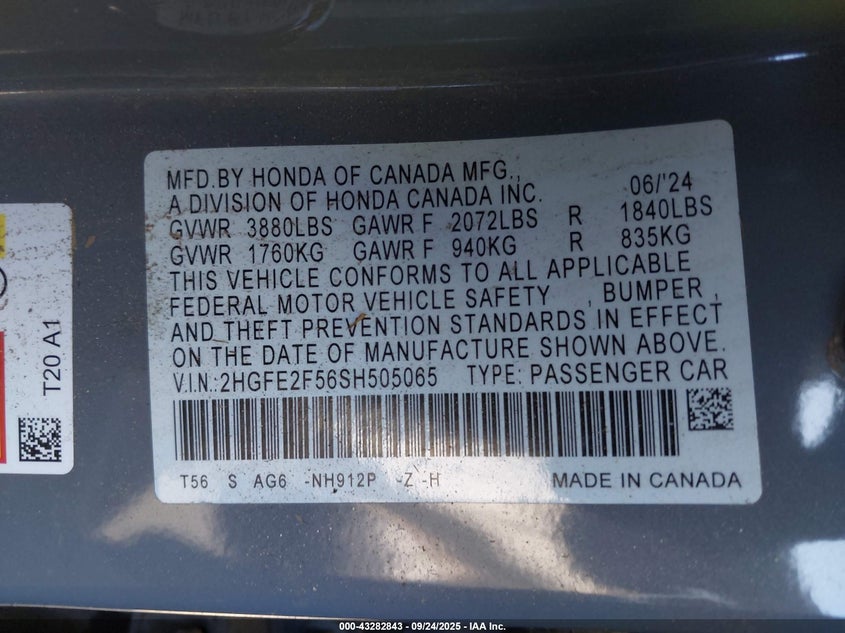 MFD.BY HONDA OF CANADA MFG.,
A DIVISION OF HONDA CANADA INC. 06/'24
GVWR 3880LBS GAWR F 2072LBS R 1840LBS
GVWR 1760KG GAWR F 940KG R 835KG
THIS VEHICLE CONFORMS TO ALL APPLICABLE
FEDERAL MOTOR VEHICLE SAFETY , BUMPER ,
AND THEFT PREVENTION STANDARDS IN EFFECT
ON THE DATE OF MANUFACTURE SHOWN ABOVE.
V.I.N.:2HGFE2F56SH505065 TYPE: PASSENGER CAR
T56 S AG6 -NH912P -Z -H MADE IN CANADA
T20 A1
000-43282843 - 09/24/2025 - IAA Inc.